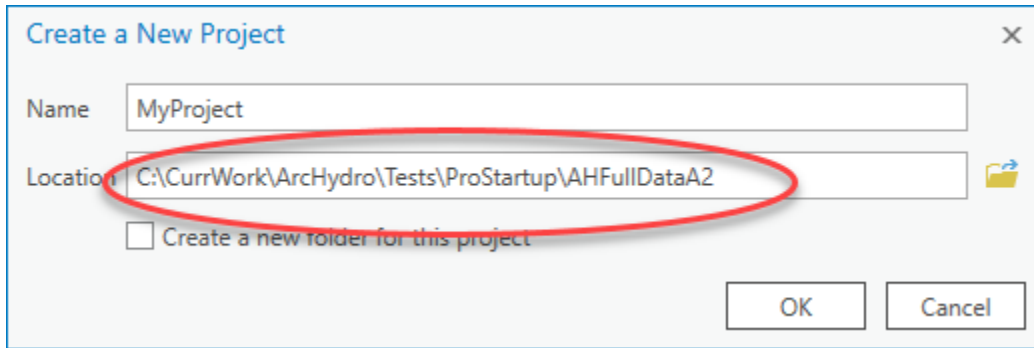 Create a New Project
Name MyProject
Location C:\CurrWork\ArcHydro\Tests\ProStartup\AHFullDataA2
Create a new folder for this project
OK Cancel